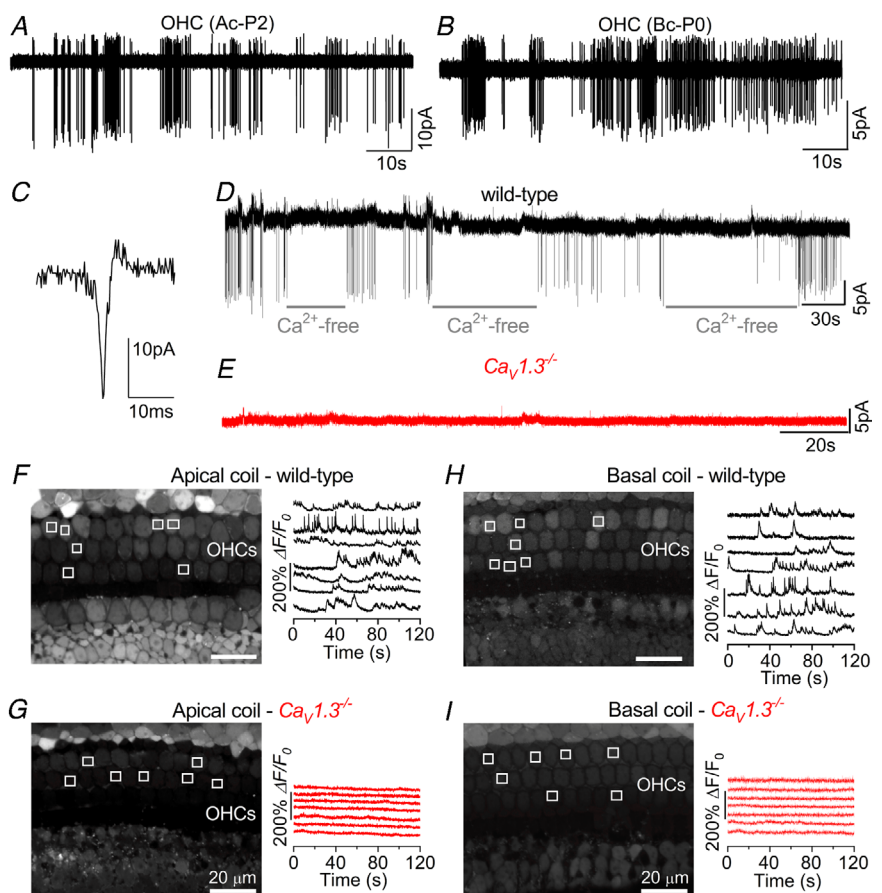 A
OHC (Ac-P2)
10pA
10s
B
OHC (Bc-P0)
5pA
10s
C
10pA
10ms
D
wild-type
Ca²⁺-free
Ca²⁺-free
Ca²⁺-free
5pA
30s
E
CaV1.3⁻/⁻
5pA
20s
F
Apical coil - wild-type
OHCs
200% ΔF/F0
0 40 80 120
Time (s)
H
Basal coil - wild-type
OHCs
200% ΔF/F0
0 40 80 120
Time (s)
G
Apical coil - CaV1.3⁻/⁻
OHCs
20 µm
200% ΔF/F0
0 40 80 120
Time (s)
I
Basal coil - CaV1.3⁻/⁻
OHCs
20 µm
200% ΔF/F0
0 40 80 120
Time (s)